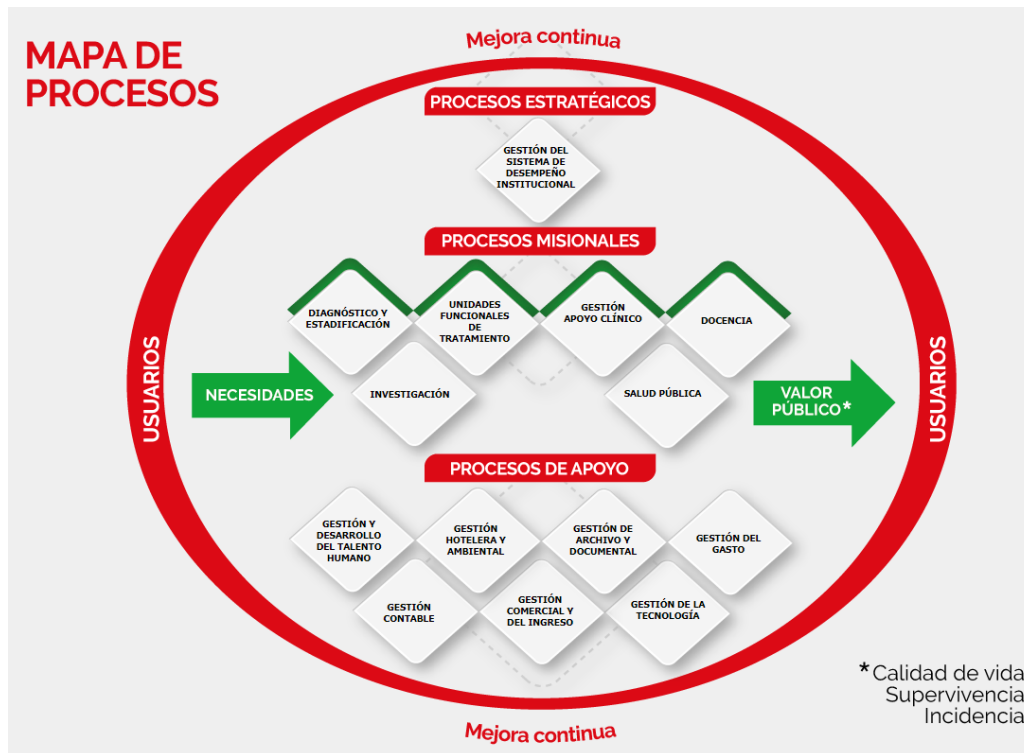 MAPA DE
PROCESOS
Mejora continua
PROCESOS ESTRATÉGICOS
GESTIÓN DEL
SISTEMA DE
DESEMPEÑO
INSTITUCIONAL
PROCESOS MISIONALES
DIAGNÓSTICO Y
ESTADIFICACIÓN
UNIDADES
FUNCIONALES
DE
TRATAMIENTO
GESTIÓN
APOYO CLÍNICO
DOCENCIA
USUARIOS
NECESIDADES
INVESTIGACIÓN
SALUD PÚBLICA
VALOR
PÚBLICO*
USUARIOS
PROCESOS DE APOYO
GESTIÓN Y
DESARROLLO
DEL TALENTO
HUMANO
GESTIÓN
HOTELERA Y
AMBIENTAL
GESTIÓN DE
ARCHIVO Y
DOCUMENTAL
GESTIÓN DEL
GASTO
GESTIÓN
CONTABLE
GESTIÓN
COMERCIAL Y
DEL INGRESO
GESTIÓN DE LA
TECNOLOGÍA
*Calidad de vida
Supervivencia
Incidencia
Mejora continua